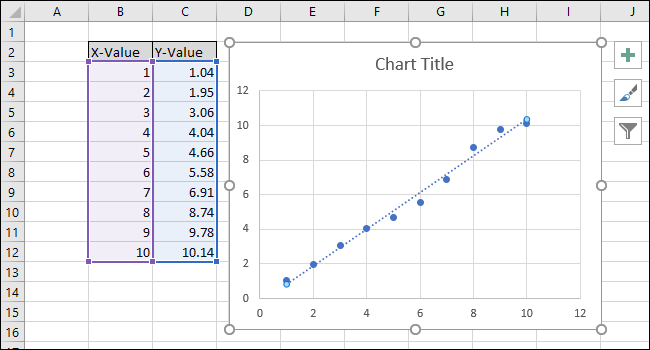 A B C D E F G H I J
1
2 X-Value Y-Value
3 1 1.04
4 2 1.95
5 3 3.06
6 4 4.04
7 5 4.66
8 6 5.58
9 7 6.91
10 8 8.74
11 9 9.78
12 10 10.14
13
14
15
16
17
Chart Title
12
10
8
6
4
2
0
0 2 4 6 8 10 12